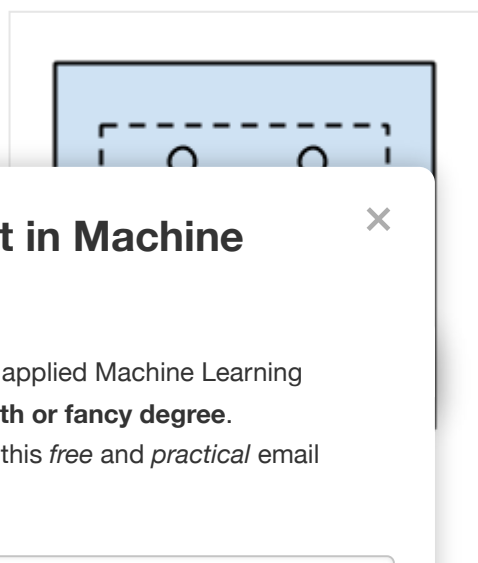 t in Machine
applied Machine Learning
th or fancy degree.
this free and practical email